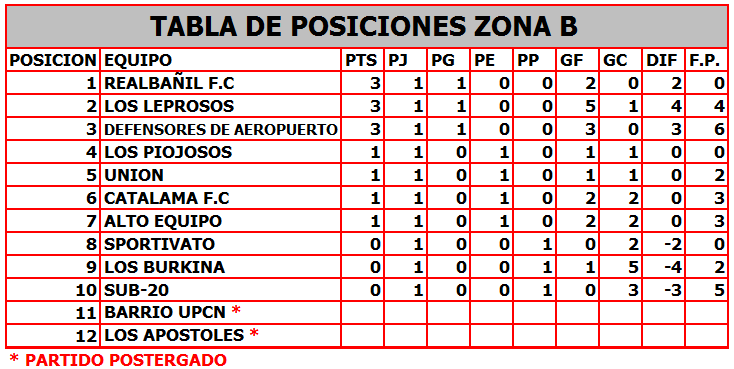 TABLA DE POSICIONES ZONA B
POSICION EQUIPO PTS PJ PG PE PP GF GC DIF F.P.
1 REALBAÑIL F.C 3 1 1 0 0 2 0 2 0
2 LOS LEPROSOS 3 1 1 0 0 5 1 4 4
3 DEFENSORES DE AEROPUERTO 3 1 1 0 0 3 0 3 6
4 LOS PIOJOSOS 1 1 0 1 0 1 1 0 0
5 UNION 1 1 0 1 0 1 1 0 2
6 CATALAMA F.C 1 1 0 1 0 2 2 0 3
7 ALTO EQUIPO 1 1 0 1 0 2 2 0 3
8 SPORTIVATO 0 1 0 0 1 0 2 -2 0
9 LOS BURKINA 0 1 0 0 1 1 5 -4 2
10 SUB-20 0 1 0 0 1 0 3 -3 5
11 BARRIO UPCN *
12 LOS APOSTOLES *
* PARTIDO POSTERGADO